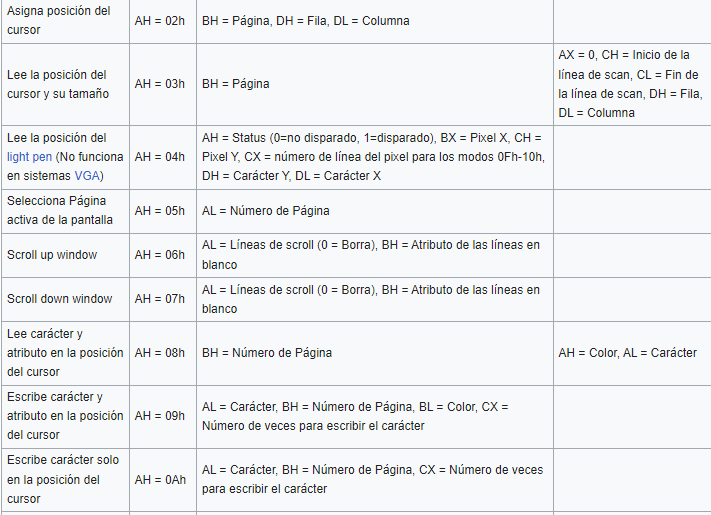 Asigna posición del
cursor
AH = 02h
BH = Página, DH = Fila, DL = Columna
Lee la posición del
cursor y su tamaño
AH = 03h
BH = Página
AX = 0, CH = Inicio de la
línea de scan, CL = Fin de
la línea de scan, DH = Fila,
DL = Columna
Lee la posición del
light pen (No funciona
en sistemas VGA)
AH = 04h
AH = Status (0=no disparado, 1=disparado), BX = Pixel X, CH =
Pixel Y, CX = número de línea del pixel para los modos 0Fh-10h,
DH = Carácter Y, DL = Carácter X
Selecciona Página
activa de la pantalla
AH = 05h
AL = Número de Página
Scroll up window
AH = 06h
AL = Líneas de scroll (0 = Borra), BH = Atributo de las líneas en
blanco
Scroll down window
AH = 07h
AL = Líneas de scroll (0 = Borra), BH = Atributo de las líneas en
blanco
Lee carácter y
atributo en la posición
del cursor
AH = 08h
BH = Número de Página
AH = Color, AL = Carácter
Escribe carácter y
atributo en la posición
del cursor
AH = 09h
AL = Carácter, BH = Número de Página, BL = Color, CX =
Número de veces para escribir el carácter
Escribe carácter solo
en la posición del
cursor
AH = 0Ah
AL = Carácter, BH = Número de Página, CX = Número de veces
para escribir el carácter